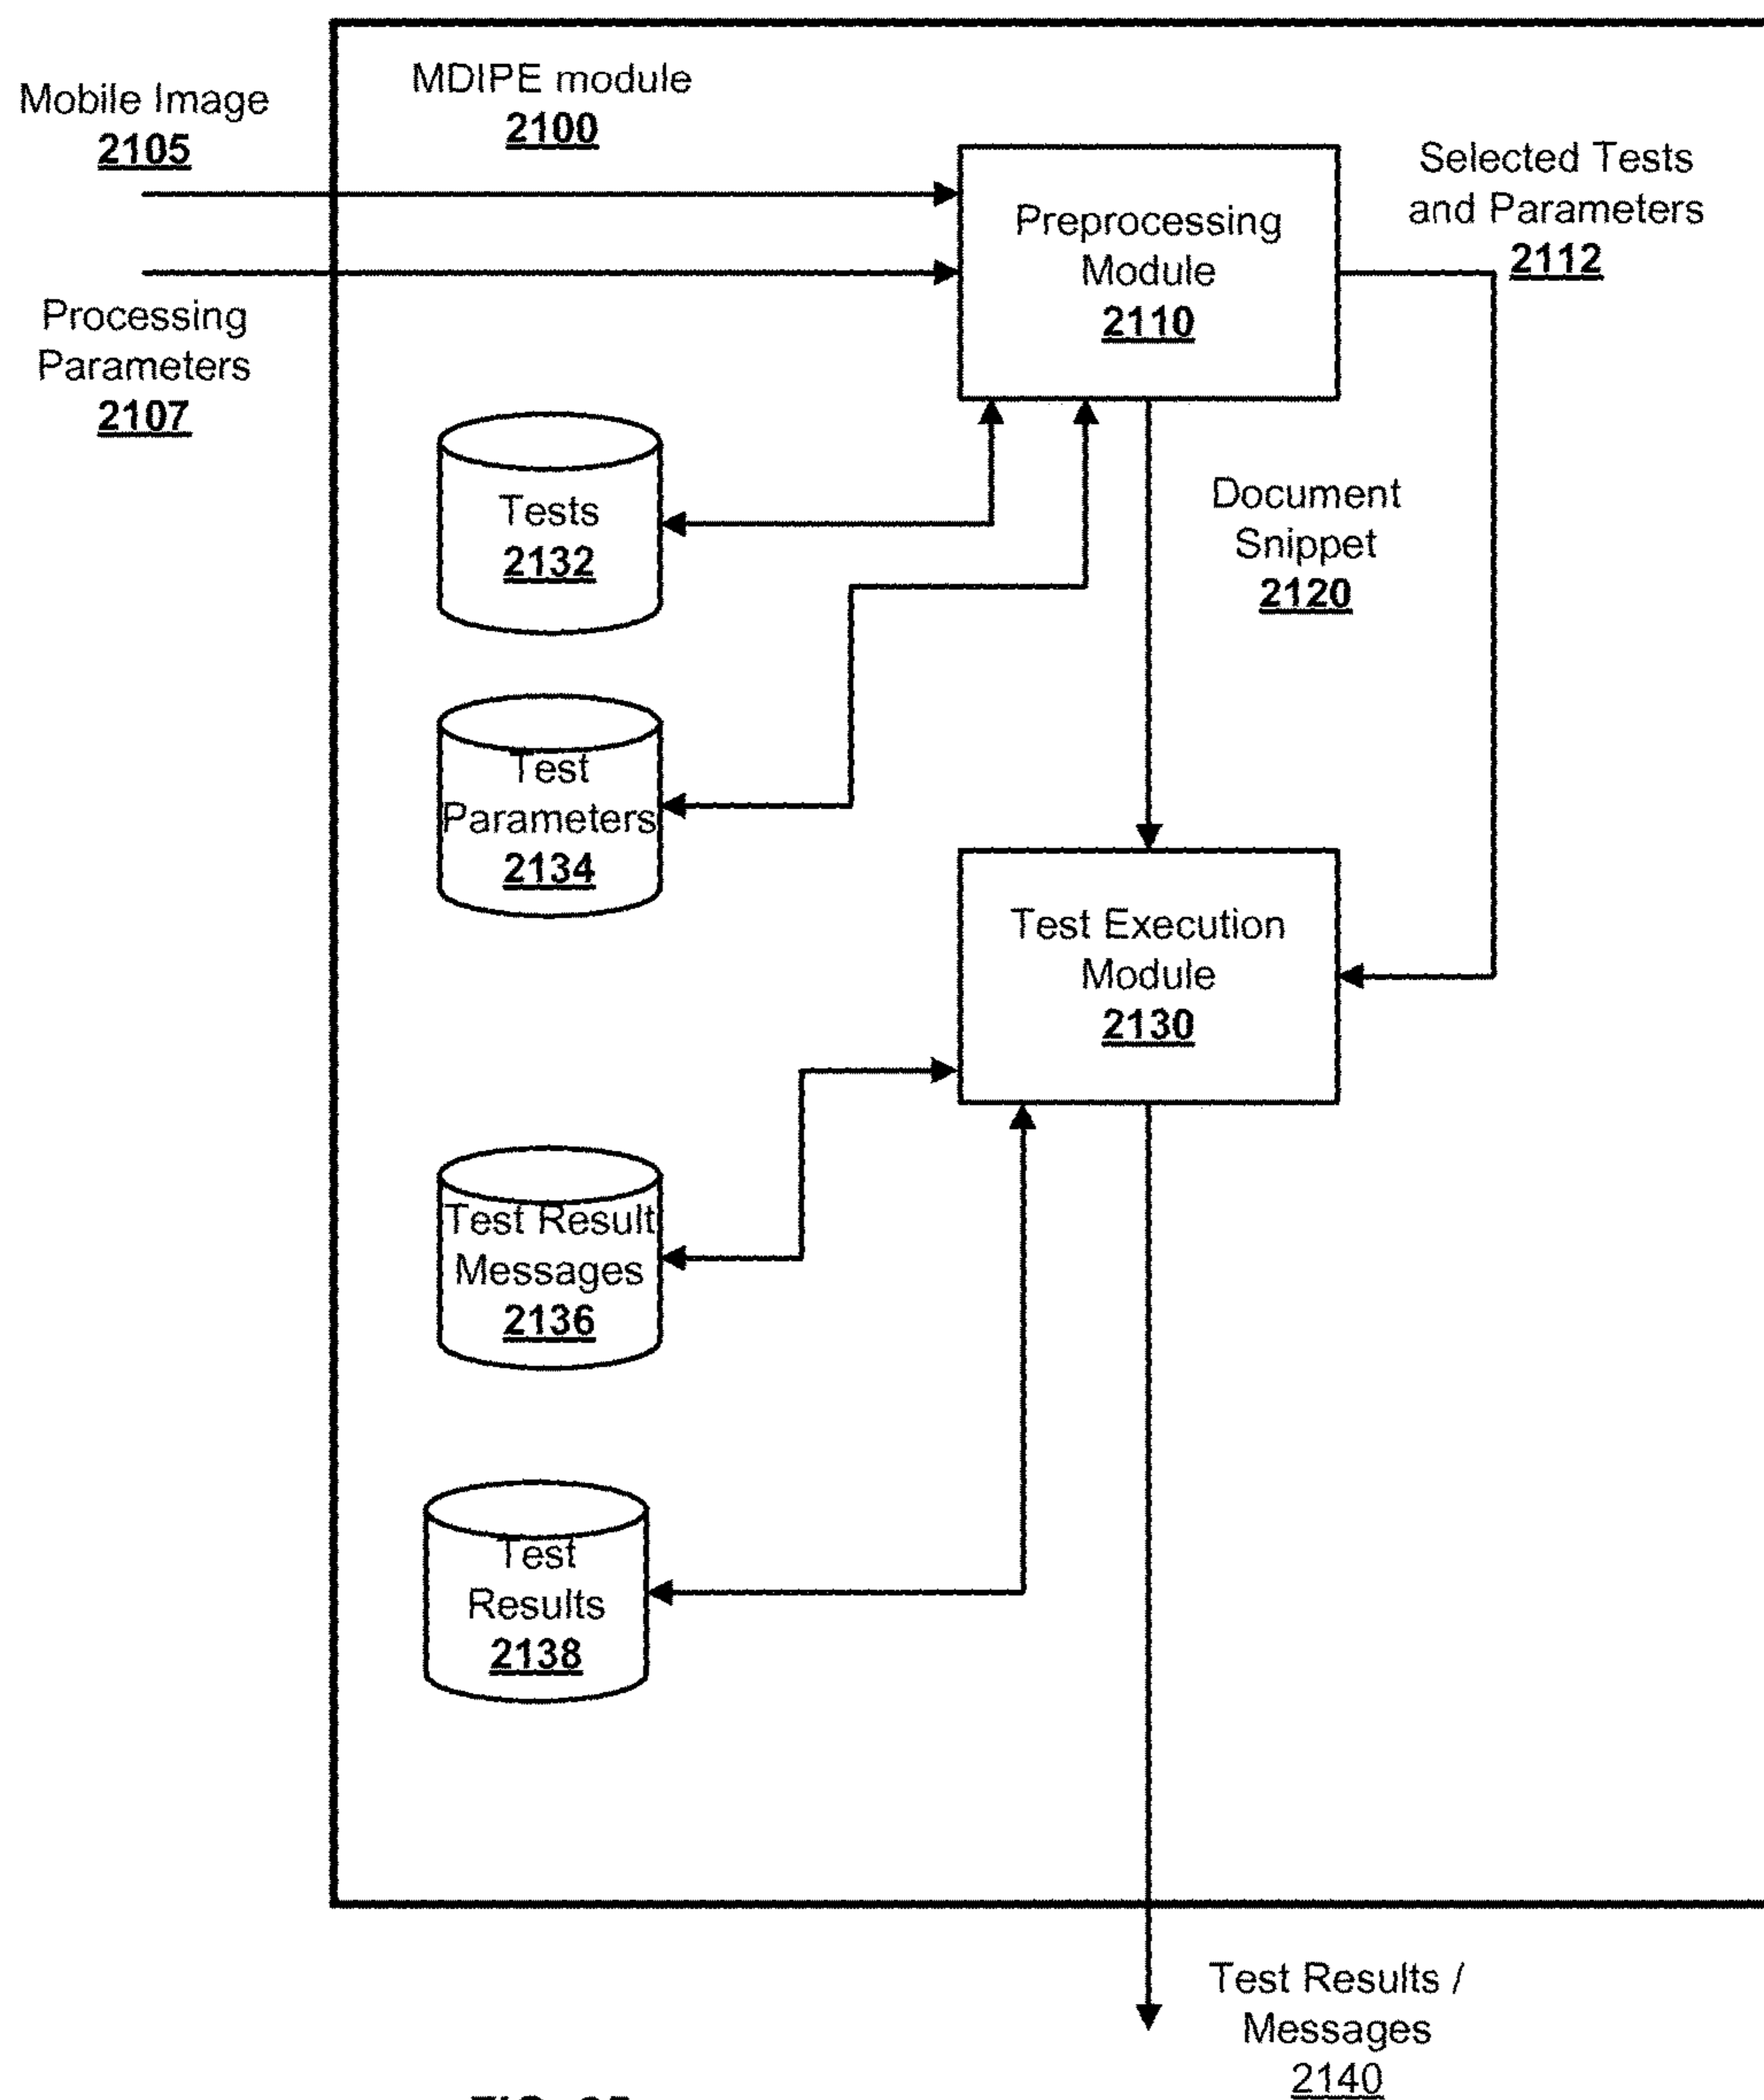 Mobile Image
2105
MDIPE module
2100
Preprocessing
Module
2110
Selected Tests
and Parameters
2112
Processing
Parameters
2107
Tests
2132
Document
Snippet
2120
Test
Parameters
2134
Test Execution
Module
2130
Test Result
Messages
2136
Test
Results
2138
Test Results /
Messages
2140